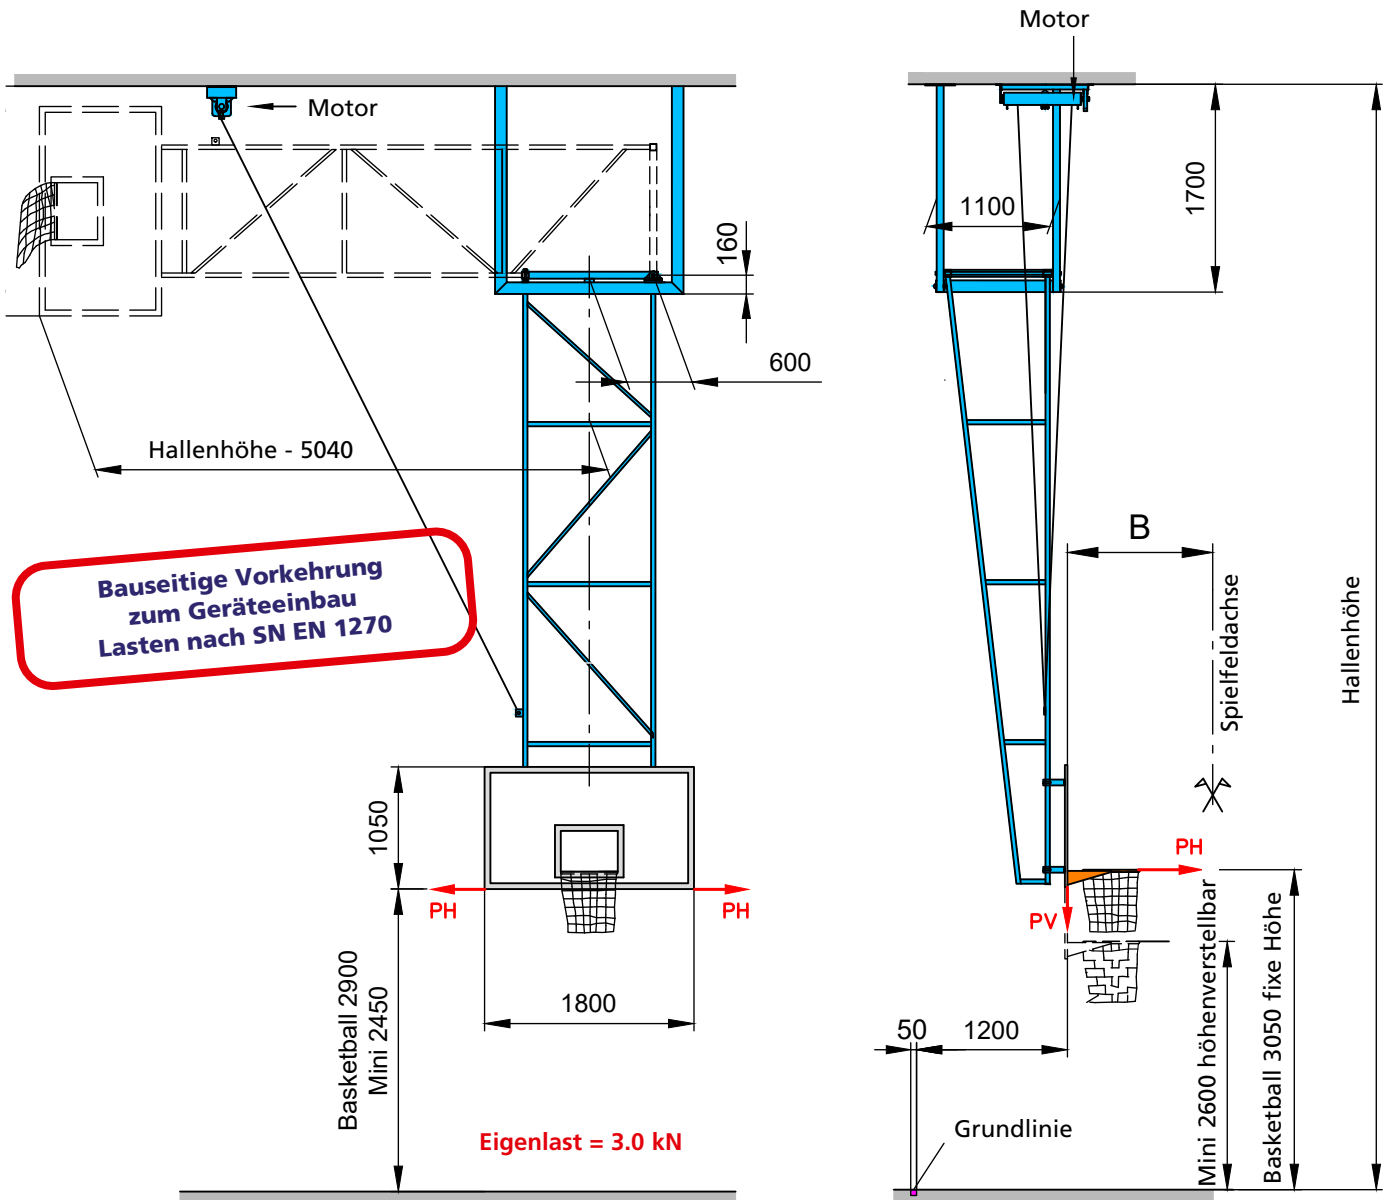 Motor
Motor
1700
1100
160
600
Hallenhöhe - 5040
B
Bauseitige Vorkehrung
zum Geräteeinbau
Lasten nach SN EN 1270
Spielfeldachse
Hallenhöhe
1050
PH
PH
PH
PV
Basketball 2900
Mini 2450
1800
50
1200
Mini 2600 höhenverstellbar
Basketball 3050 fixe Höhe
Eigenlast = 3.0 kN
Grundlinie